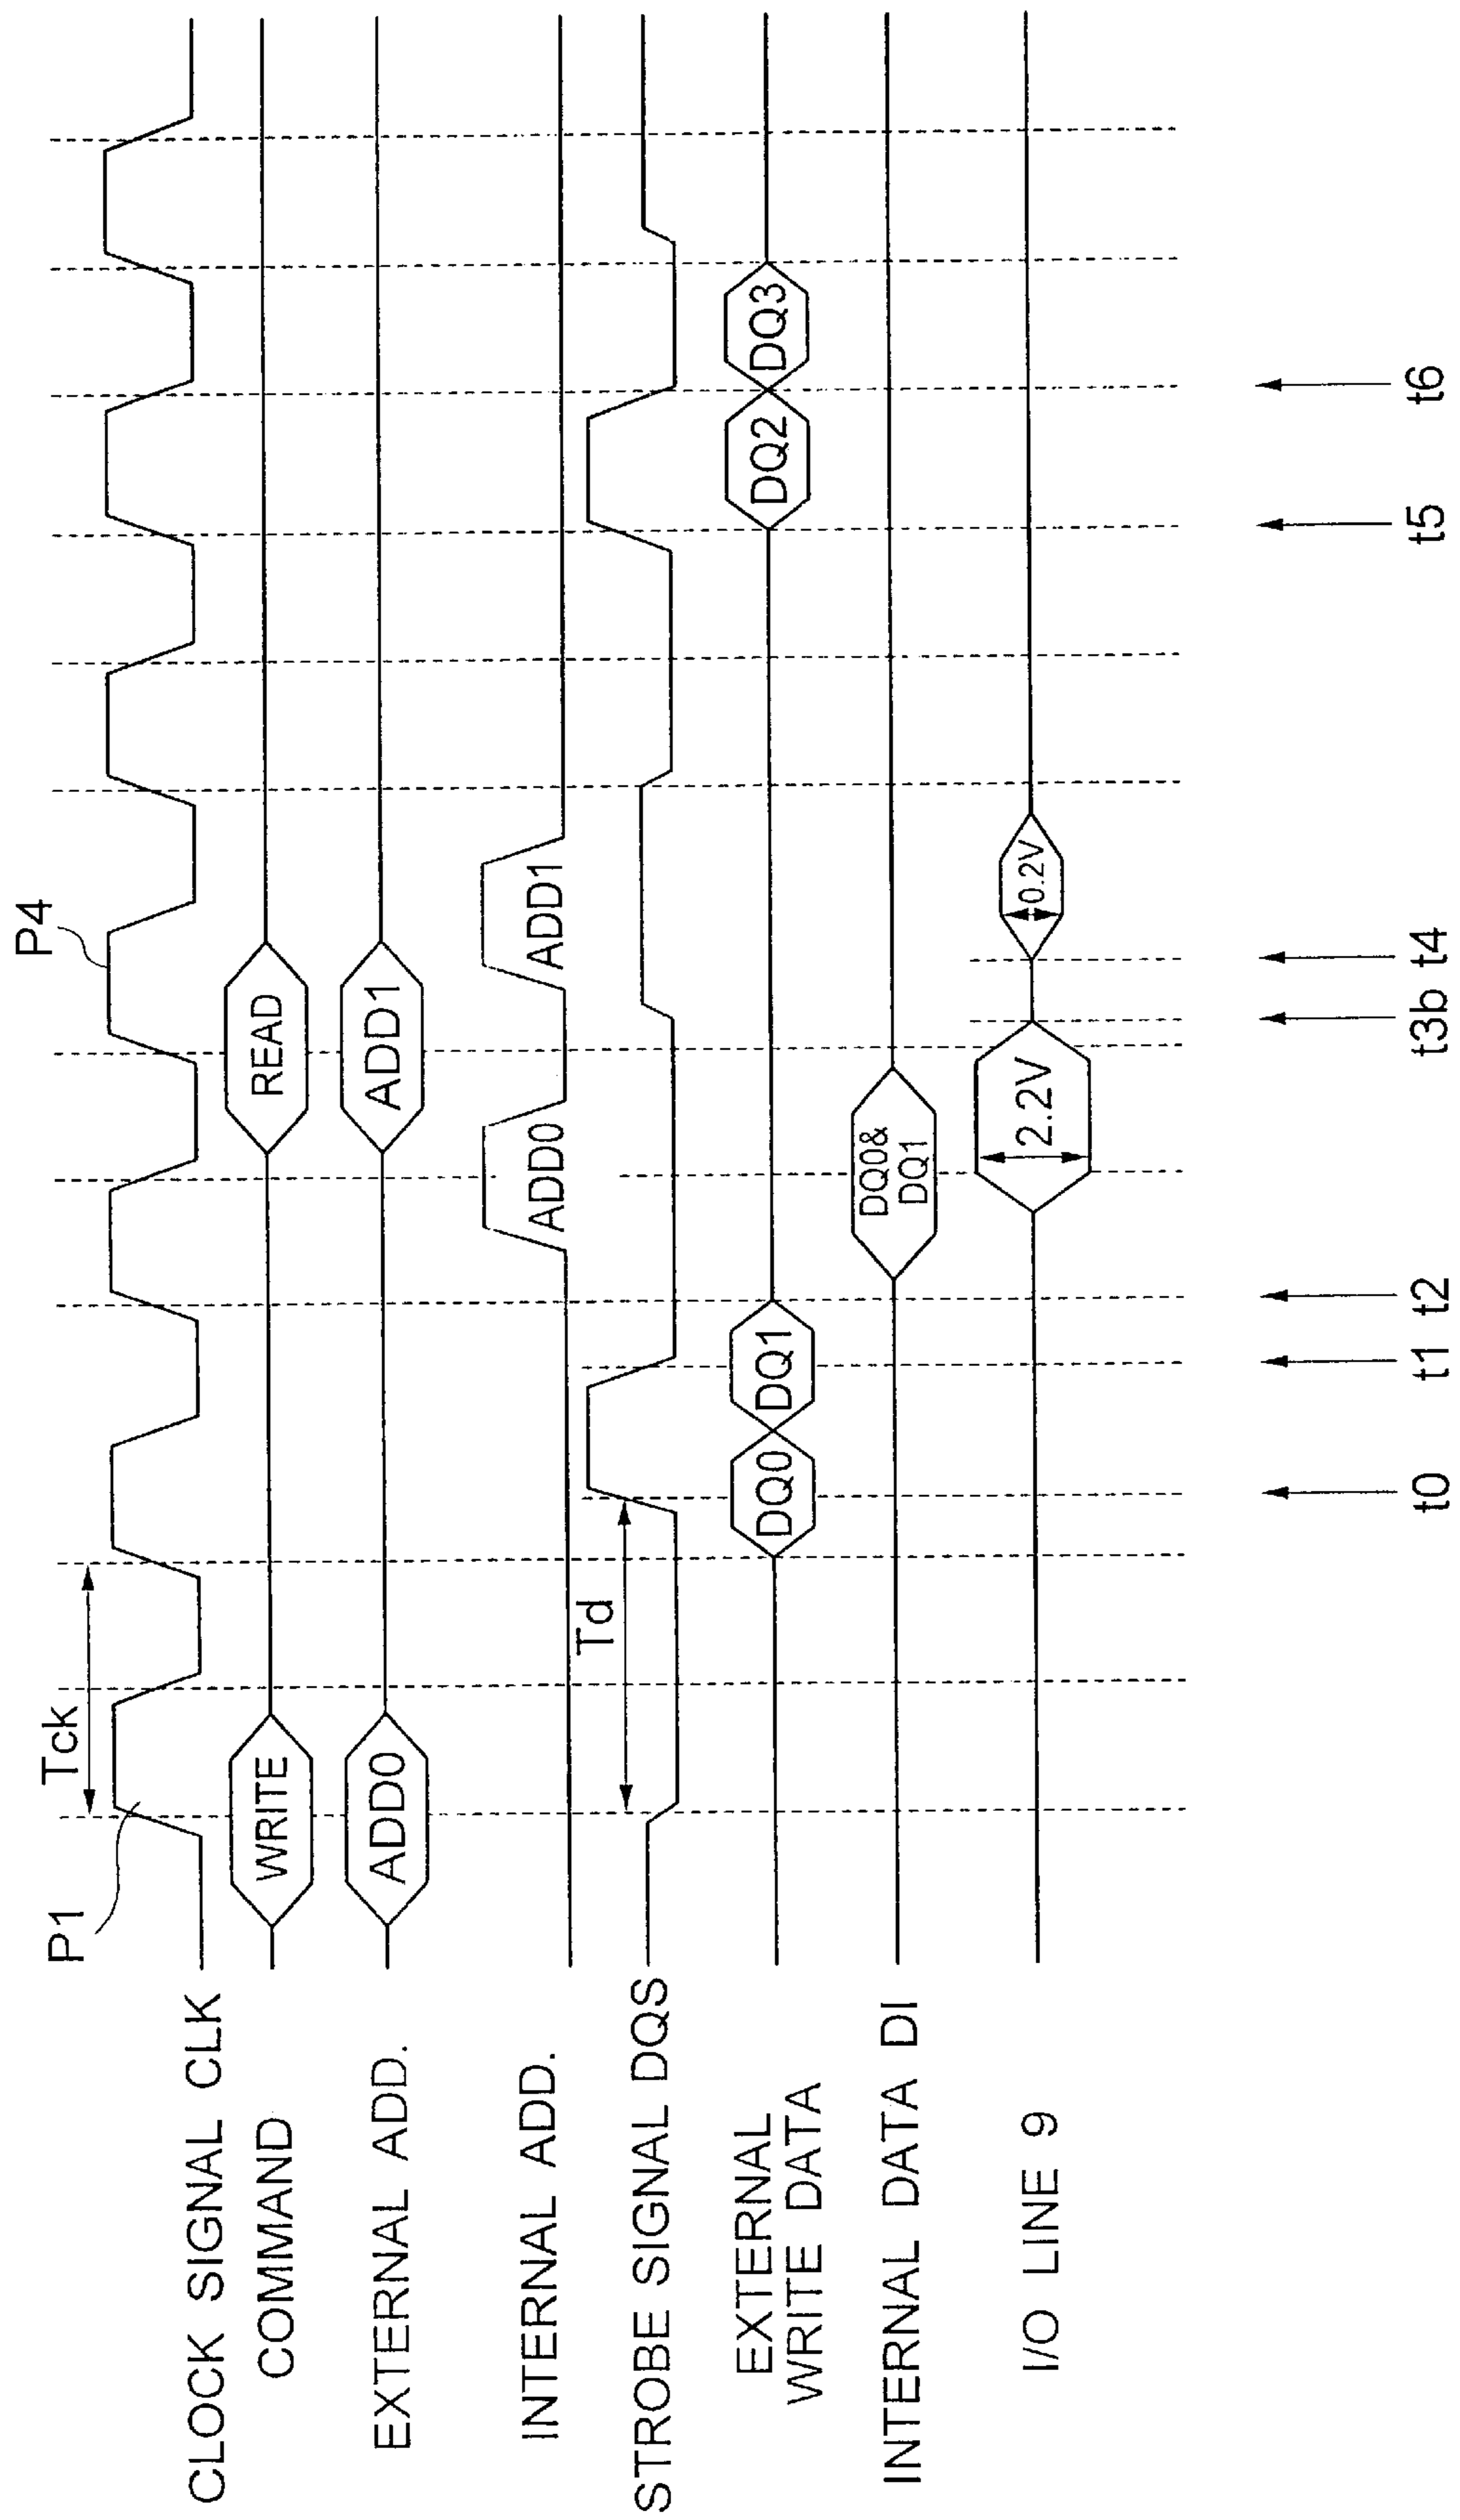 P1
P4
Tck
CLOCK SIGNAL CLK
COMMAND
WRITE
READ
EXTERNAL ADD.
ADD0
ADD1
INTERNAL ADD.
ADD0
ADD1
Td
STROBE SIGNAL DQS
EXTERNAL
WRITE DATA
DQ0
DQ1
DQ2
DQ3
INTERNAL DATA DI
DQ0&
DQ1
I/O LINE 9
2.2V
0.2V
t0
t1
t2
t3b
t4
t5
t6